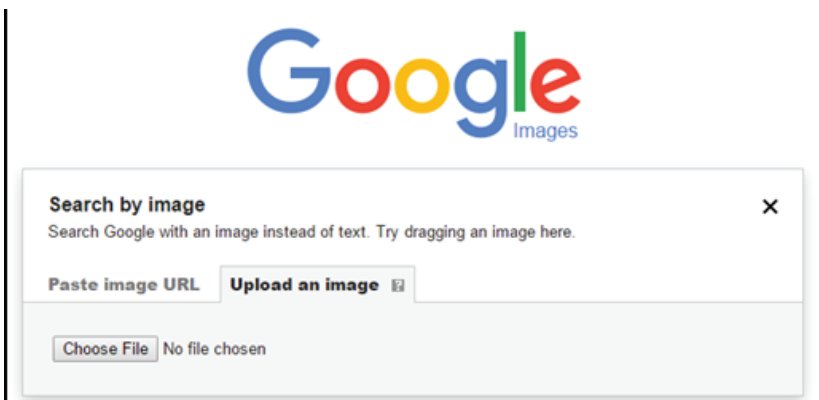 Google
Images
Search by image
Search Google with an image instead of text. Try dragging an image here.
Paste image URL Upload an image ?
Choose File No file chosen